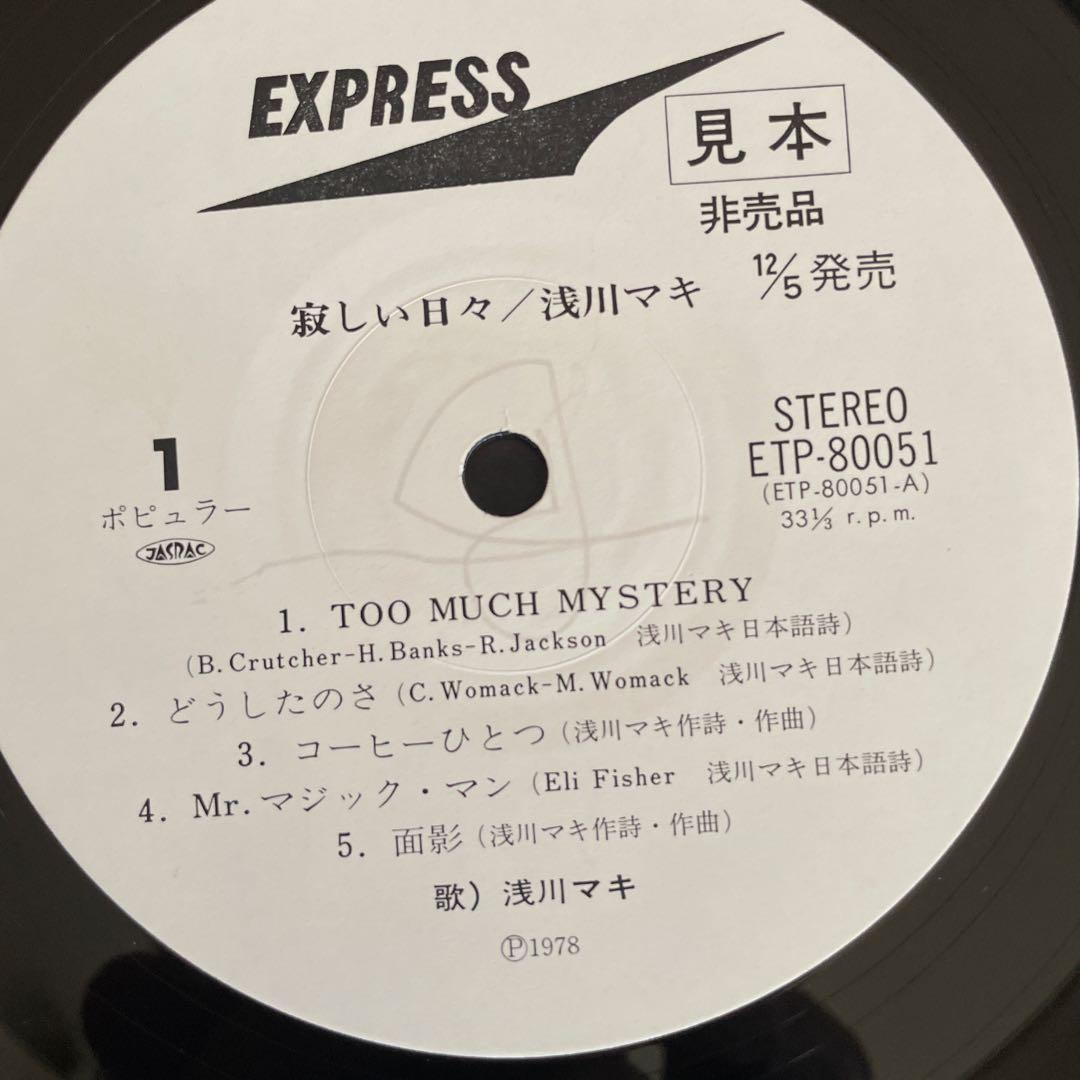 EXPRESS
見本
非売品
12/5発売
寂しい日々／浅川マキ
STEREO
ETP-80051
(ETP-80051-A)
33⅓ r.p.m.
1
ポピュラー
JASRAC
1. TOO MUCH MYSTERY
(B.Crutcher-H.Banks-R.Jackson 浅川マキ日本語詩)
2. どうしたのさ (C.Womack-M.Womack 浅川マキ日本語詩)
3. コーヒーひとつ (浅川マキ作詩・作曲)
4. Mr.マジック・マン (Eli Fisher 浅川マキ日本語詩)
5. 面影 (浅川マキ作詩・作曲)
歌) 浅川マキ
Ⓟ1978